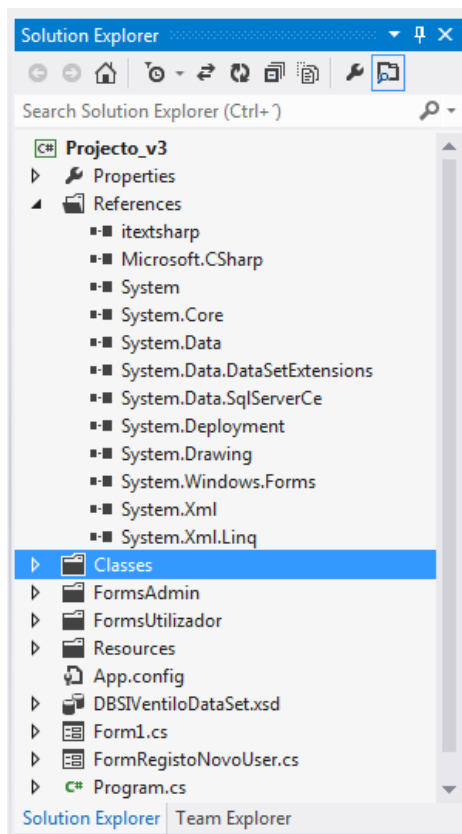 Solution Explorer
Search Solution Explorer (Ctrl+´)
C# Projecto_v3
Properties
References
itextsharp
Microsoft.CSharp
System
System.Core
System.Data
System.Data.DataSetExtensions
System.Data.SqlServerCe
System.Deployment
System.Drawing
System.Windows.Forms
System.Xml
System.Xml.Linq
Classes
FormsAdmin
FormsUtilizador
Resources
App.config
DBSIVentiloDataSet.xsd
Form1.cs
FormRegistoNovoUser.cs
C# Program.cs
Solution Explorer Team Explorer